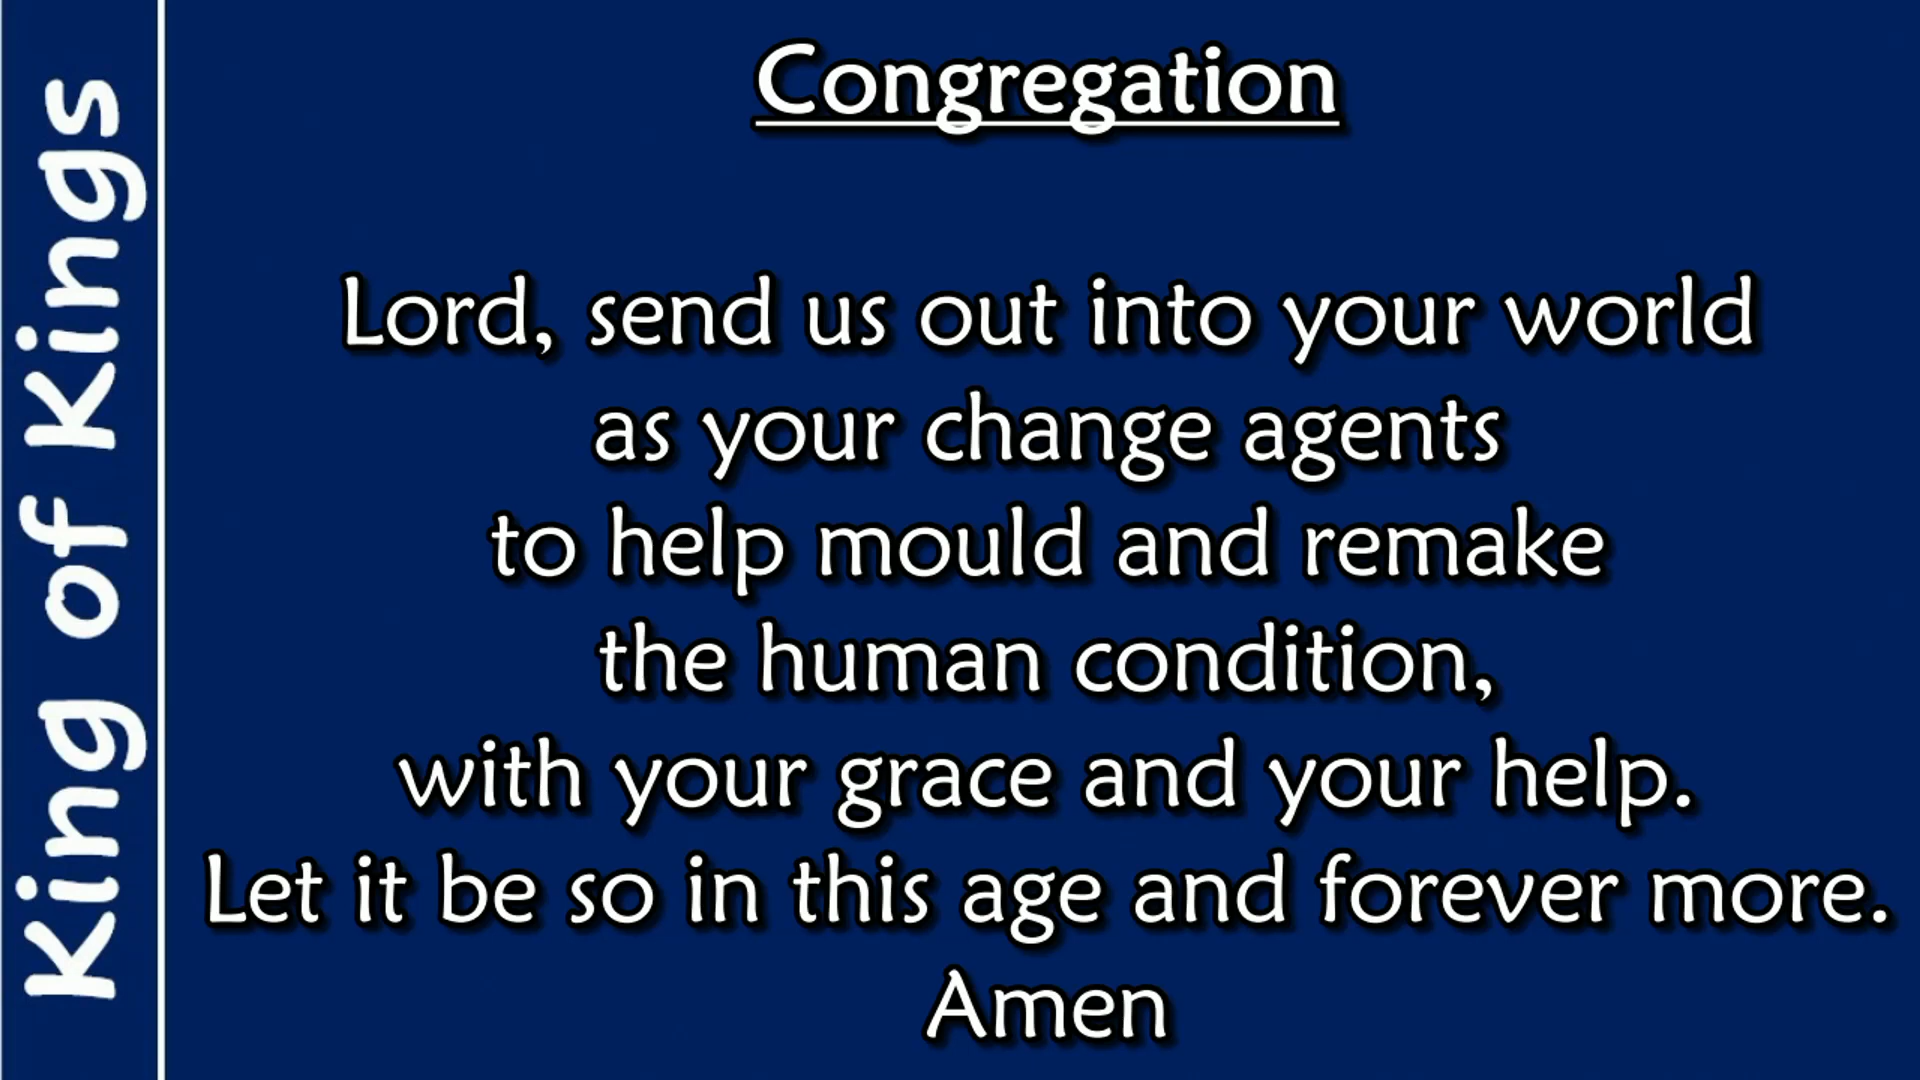 King of Kings
Congregation
Lord, send us out into your world
as your change agents
to help mould and remake
the human condition,
with your grace and your help.
Let it be so in this age and forever more.
Amen